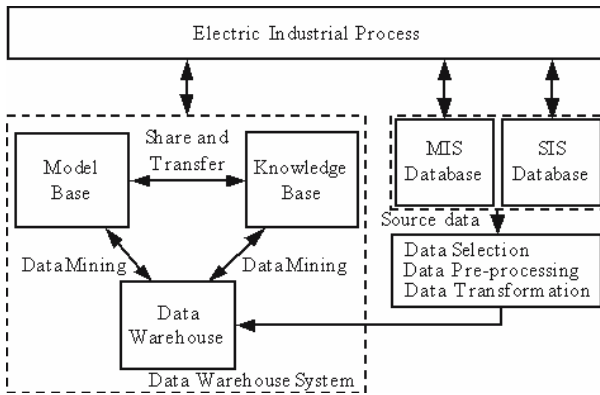 Electric Industrial Process
Share and
Transfer
Model
Base
Knowledge
Base
MIS
Database
SIS
Database
Source data
DataMining
DataMining
Data Selection
Data Pre-processing
Data Transformation
Data
Warehouse
Data Warehouse System